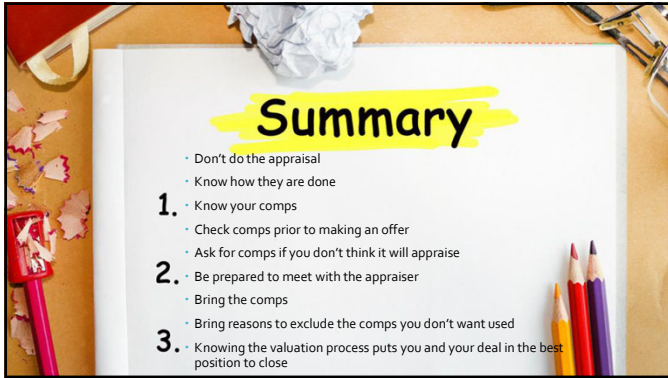 Summary
• Don't do the appraisal
• Know how they are done
1. • Know your comps
• Check comps prior to making an offer
• Ask for comps if you don't think it will appraise
2. • Be prepared to meet with the appraiser
• Bring the comps
• Bring reasons to exclude the comps you don't want used
3. • Knowing the valuation process puts you and your deal in the best
position to close